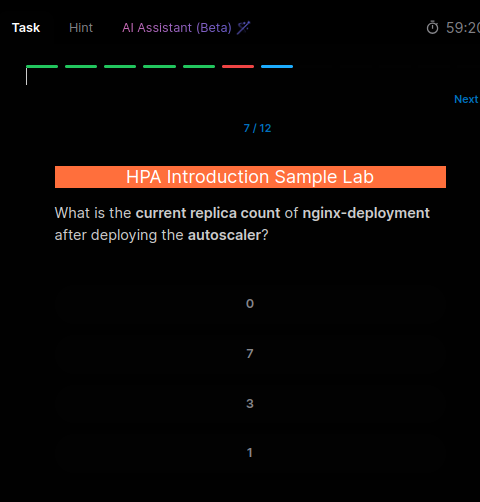 Task Hint AI Assistant (Beta) 59:20
Next
7 / 12
HPA Introduction Sample Lab
What is the current replica count of nginx-deployment
after deploying the autoscaler?
0
7
3
1